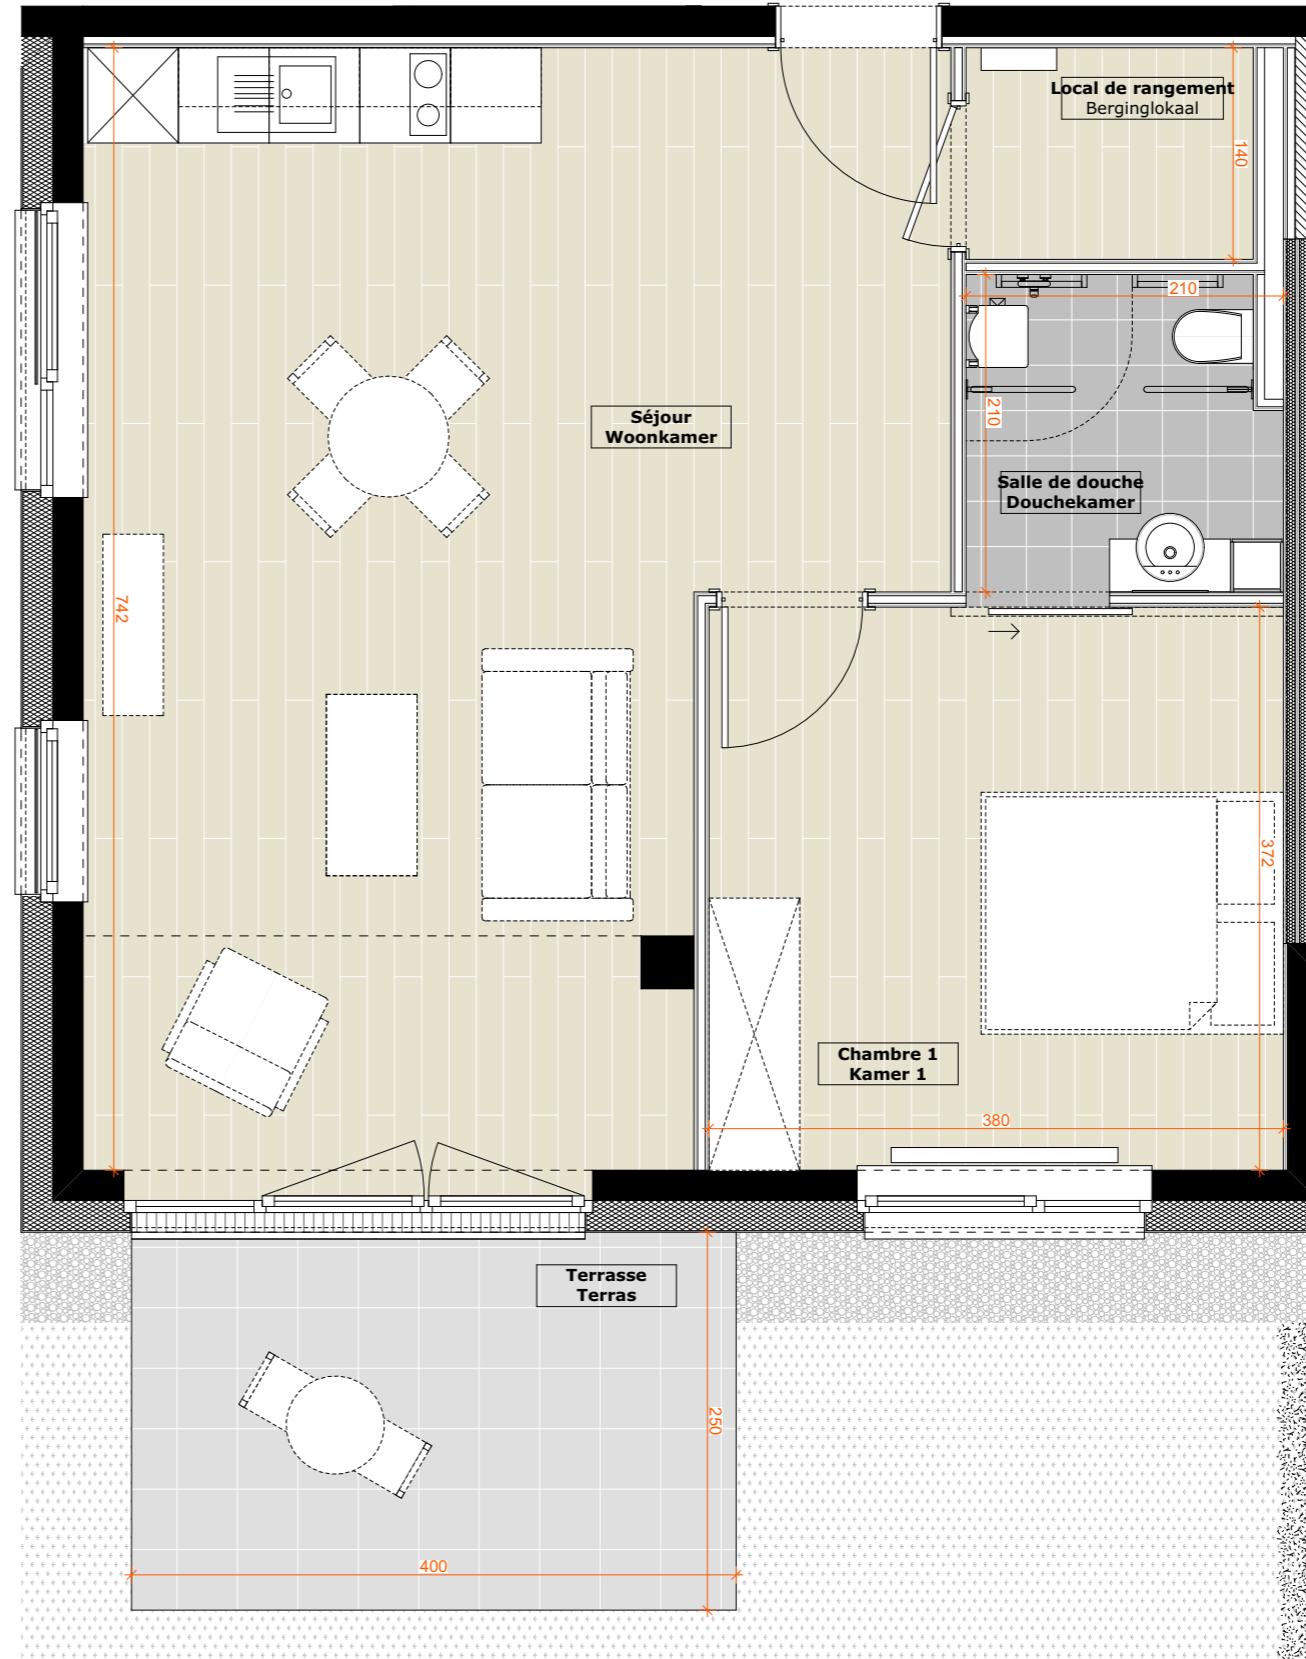 Local de rangement
Berginglokaal
140
210
210
Séjour
Woonkamer
Salle de douche
Douchekamer
742
372
Chambre 1
Kamer 1
380
Terrasse
Terras
250
400